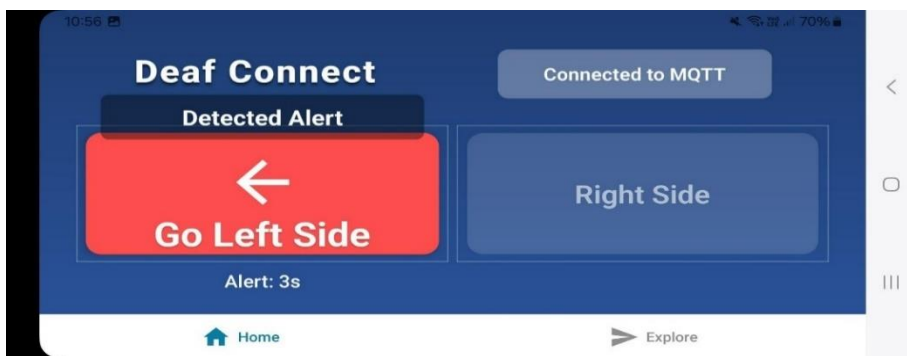 10:56
70%
Deaf Connect
Connected to MQTT
Detected Alert
Go Left Side
Right Side
Alert: 3s
Home
Explore